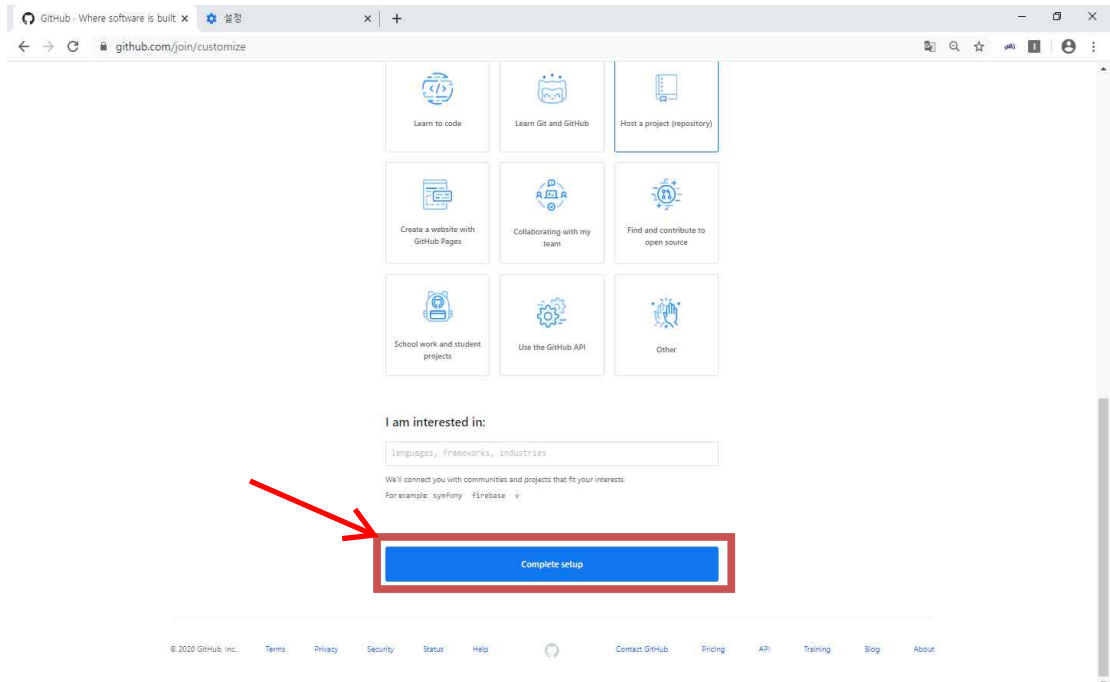 GitHub · Where software is built
설정
github.com/join/customize
Learn to code
Learn Git and GitHub
Host a project (repository)
Create a website with
GitHub Pages
Collaborating with my
team
Find and contribute to
open source
School work and student
projects
Use the GitHub API
Other
I am interested in:
languages, frameworks, industries
We'll connect you with communities and projects that fit your interests.
For example: symfony firebase v
Complete setup
© 2020 GitHub, Inc. Terms Privacy Security Status Help Contact GitHub Pricing API Training Blog About